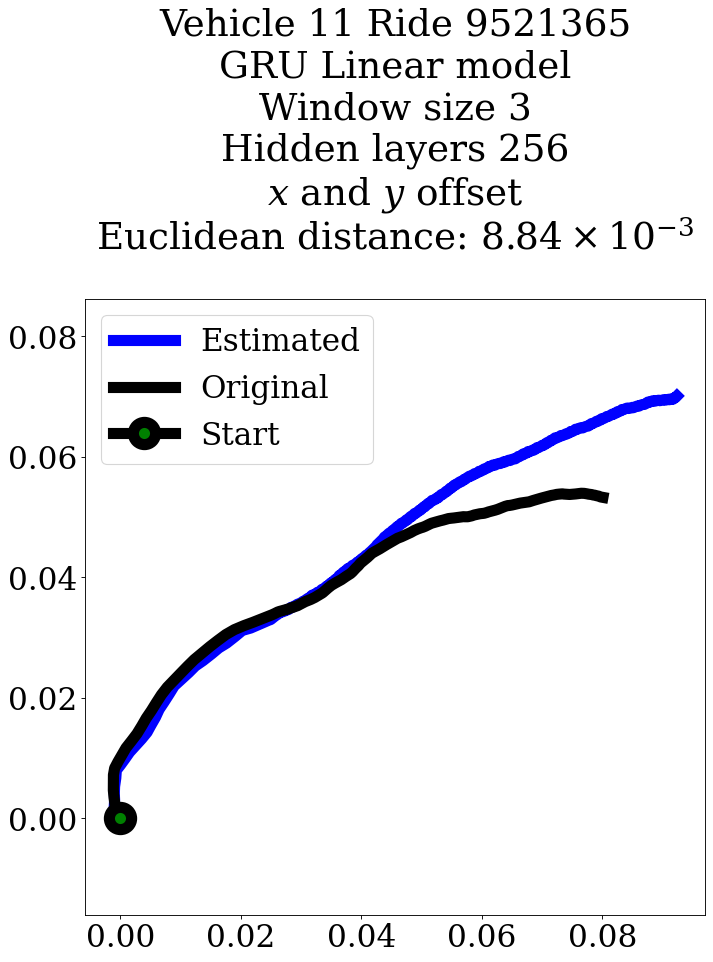 Vehicle 11 Ride 9521365
GRU Linear model
Window size 3
Hidden layers 256
x and y offset
Euclidean distance: 8.84 × 10⁻³
Estimated
Original
Start
0.08
0.06
0.04
0.02
0.00
0.00 0.02 0.04 0.06 0.08